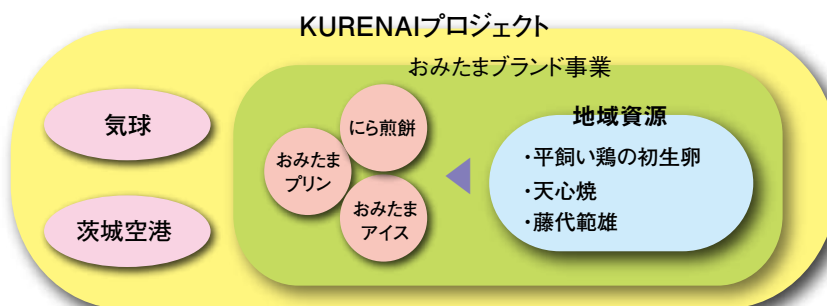 KURENAIプロジェクト
おみたまブランド事業
気球
茨城空港
にら煎餅
おみたま
プリン
おみたま
アイス
地域資源
・平飼い鶏の初生卵
・天心焼
・藤代範雄